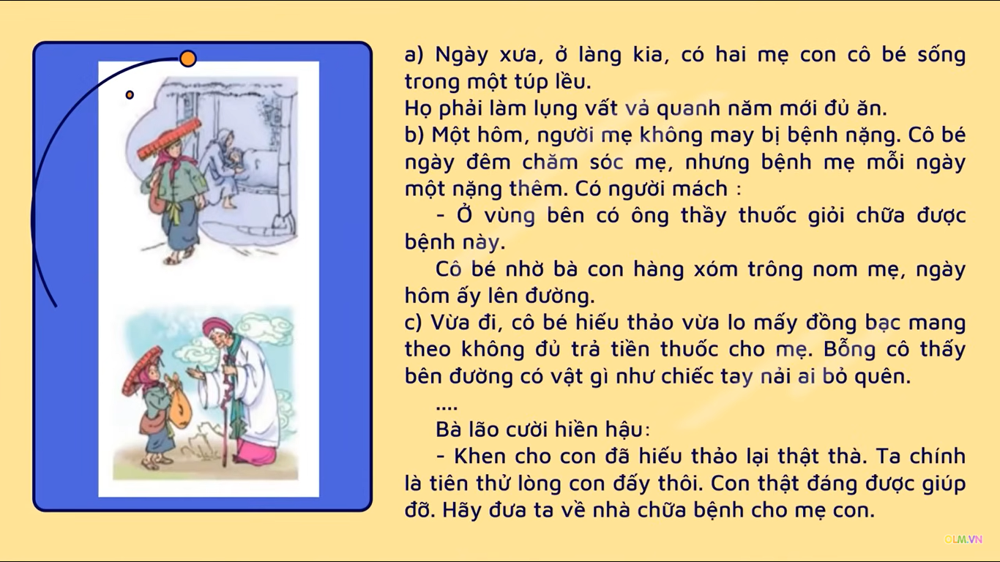 a) Ngày xưa, ở làng kia, có hai mẹ con cô bé sống
trong một túp lều.
Họ phải làm lụng vất vả quanh năm mới đủ ăn.
b) Một hôm, người mẹ không may bị bệnh nặng. Cô bé
ngày đêm chăm sóc mẹ, nhưng bệnh mẹ mỗi ngày
một nặng thêm. Có người mách :
- Ở vùng bên có ông thầy thuốc giỏi chữa được
bệnh này.
Cô bé nhờ bà con hàng xóm trông nom mẹ, ngày
hôm ấy lên đường.
c) Vừa đi, cô bé hiếu thảo vừa lo mấy đồng bạc mang
theo không đủ trả tiền thuốc cho mẹ. Bỗng cô thấy
bên đường có vật gì như chiếc tay nải ai bỏ quên.
....
Bà lão cười hiền hậu:
- Khen cho con đã hiếu thảo lại thật thà. Ta chính
là tiên thử lòng con đấy thôi. Con thật đáng được giúp
đỡ. Hãy đưa ta về nhà chữa bệnh cho mẹ con.
OLM.VN